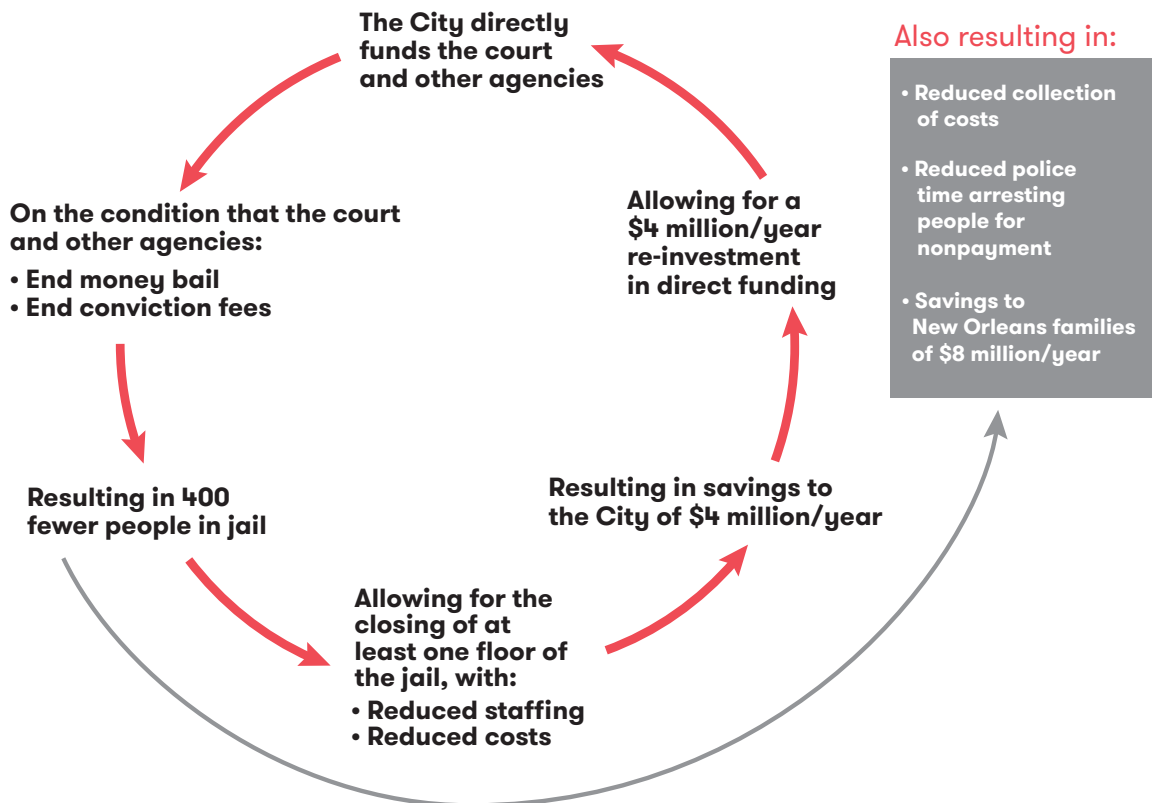 The City directly
funds the court
and other agencies
On the condition that the court
and other agencies:
• End money bail
• End conviction fees
Resulting in 400
fewer people in jail
Allowing for the
closing of at
least one floor of
the jail, with:
• Reduced staffing
• Reduced costs
Resulting in savings to
the City of $4 million/year
Allowing for a
$4 million/year
re-investment
in direct funding
Also resulting in:
• Reduced collection
of costs
• Reduced police
time arresting
people for
nonpayment
• Savings to
New Orleans families
of $8 million/year